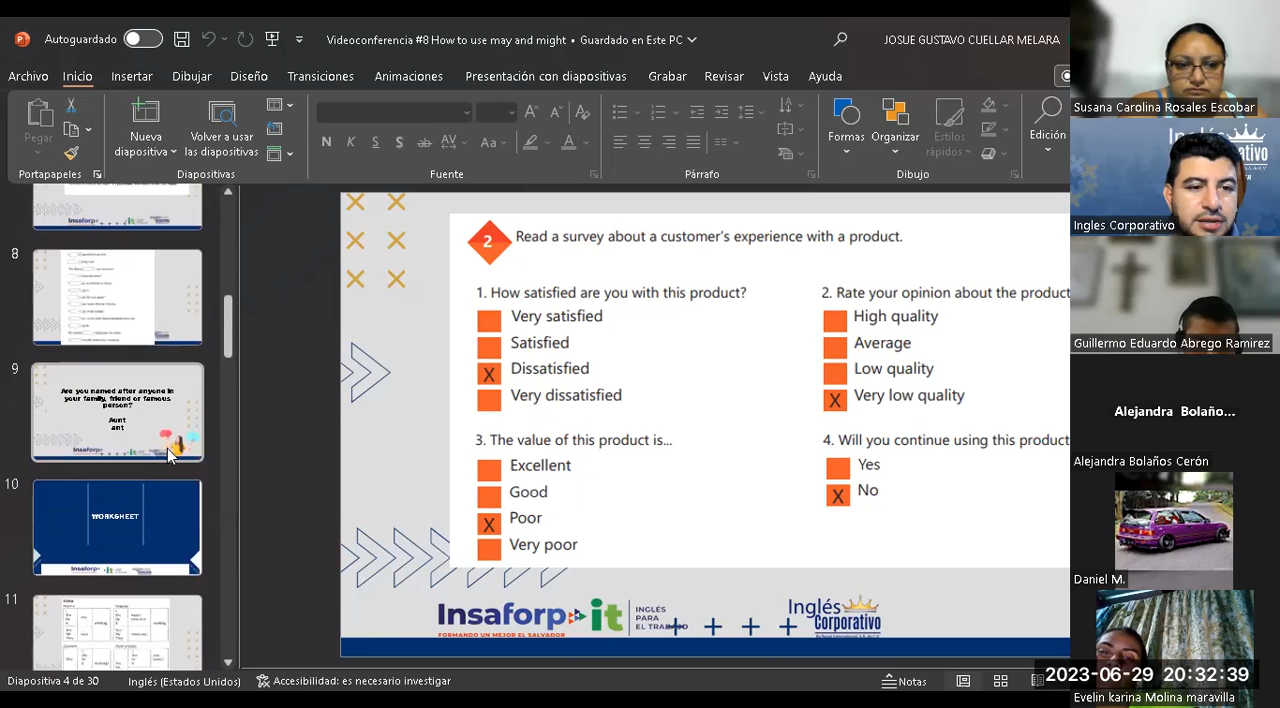 Autoguardado
Videoconferencia #8 How to use may and might • Guardado en Este PC
JOSUE GUSTAVO CUELLAR MELARA
Archivo Inicio Insertar Dibujar Diseño Transiciones Animaciones Presentación con diapositivas Grabar Revisar Vista Ayuda
Pegar
Nueva diapositiva
Volver a usar las diapositivas
N K S S ab AV Aa A
Formas
Organizar
Estilos rápidos
Edición
Portapapeles
Diapositivas
Fuente
Párrafo
Dibujo
8
9
Are you named after anyone in
your family, friend or famous
person?
Aunt
ant
10
WORKSHEET
11
2
Read a survey about a customer's experience with a product.
1. How satisfied are you with this product?
Very satisfied
Satisfied
X Dissatisfied
Very dissatisfied
2. Rate your opinion about the product
High quality
Average
Low quality
X Very low quality
3. The value of this product is...
Excellent
Good
X Poor
Very poor
4. Will you continue using this product
Yes
X No
Insaforp
FORMANDO UN MEJOR EL SALVADOR
it
INGLÉS
PARA
EL TRABAJO
Inglés
Corporativo
Diapositiva 4 de 30
Inglés (Estados Unidos)
Accesibilidad: es necesario investigar
Notas
Susana Carolina Rosales Escobar
Ingles Corporativo
Guillermo Eduardo Abrego Ramirez
Alejandra Bolaño...
Alejandra Bolaños Cerón
Daniel M.
2023-06-29 20:32:39
Evelin karina Molina maravilla